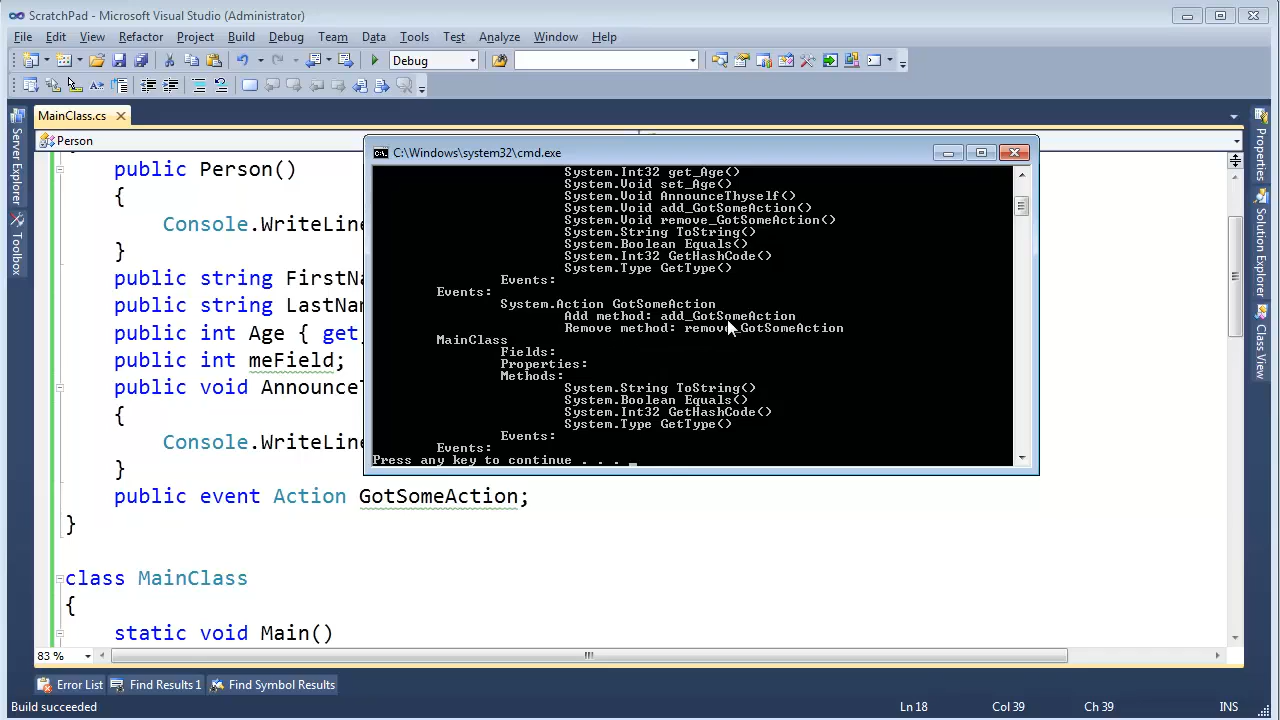 ScratchPad - Microsoft Visual Studio (Administrator)
File Edit View Refactor Project Build Debug Team Data Tools Test Analyze Window Help
Debug
MainClass.cs
Person
Server Explorer
Toolbox
Properties
Solution Explorer
Class View
public Person()
{
Console.WriteLine
}
public string FirstNa
public string LastNam
public int Age { get
public int meField;
public void AnnounceT
{
Console.WriteLine
}
public event Action GotSomeAction;
}
class MainClass
{
static void Main()
C:\Windows\system32\cmd.exe
System.Int32 get_Age()
System.Void set_Age()
System.Void AnnounceThyself()
System.Void add_GotSomeAction()
System.Void remove_GotSomeAction()
System.String ToString()
System.Boolean Equals()
System.Int32 GetHashCode()
System.Type GetType()
Events:
Events:
System.Action GotSomeAction
Add method: add_GotSomeAction
Remove method: remove_GotSomeAction
MainClass
Fields:
Properties:
Methods:
System.String ToString()
System.Boolean Equals()
System.Int32 GetHashCode()
System.Type GetType()
Events:
Events:
Press any key to continue . . .
83 %
Error List Find Results 1 Find Symbol Results
Build succeeded Ln 18 Col 39 Ch 39 INS